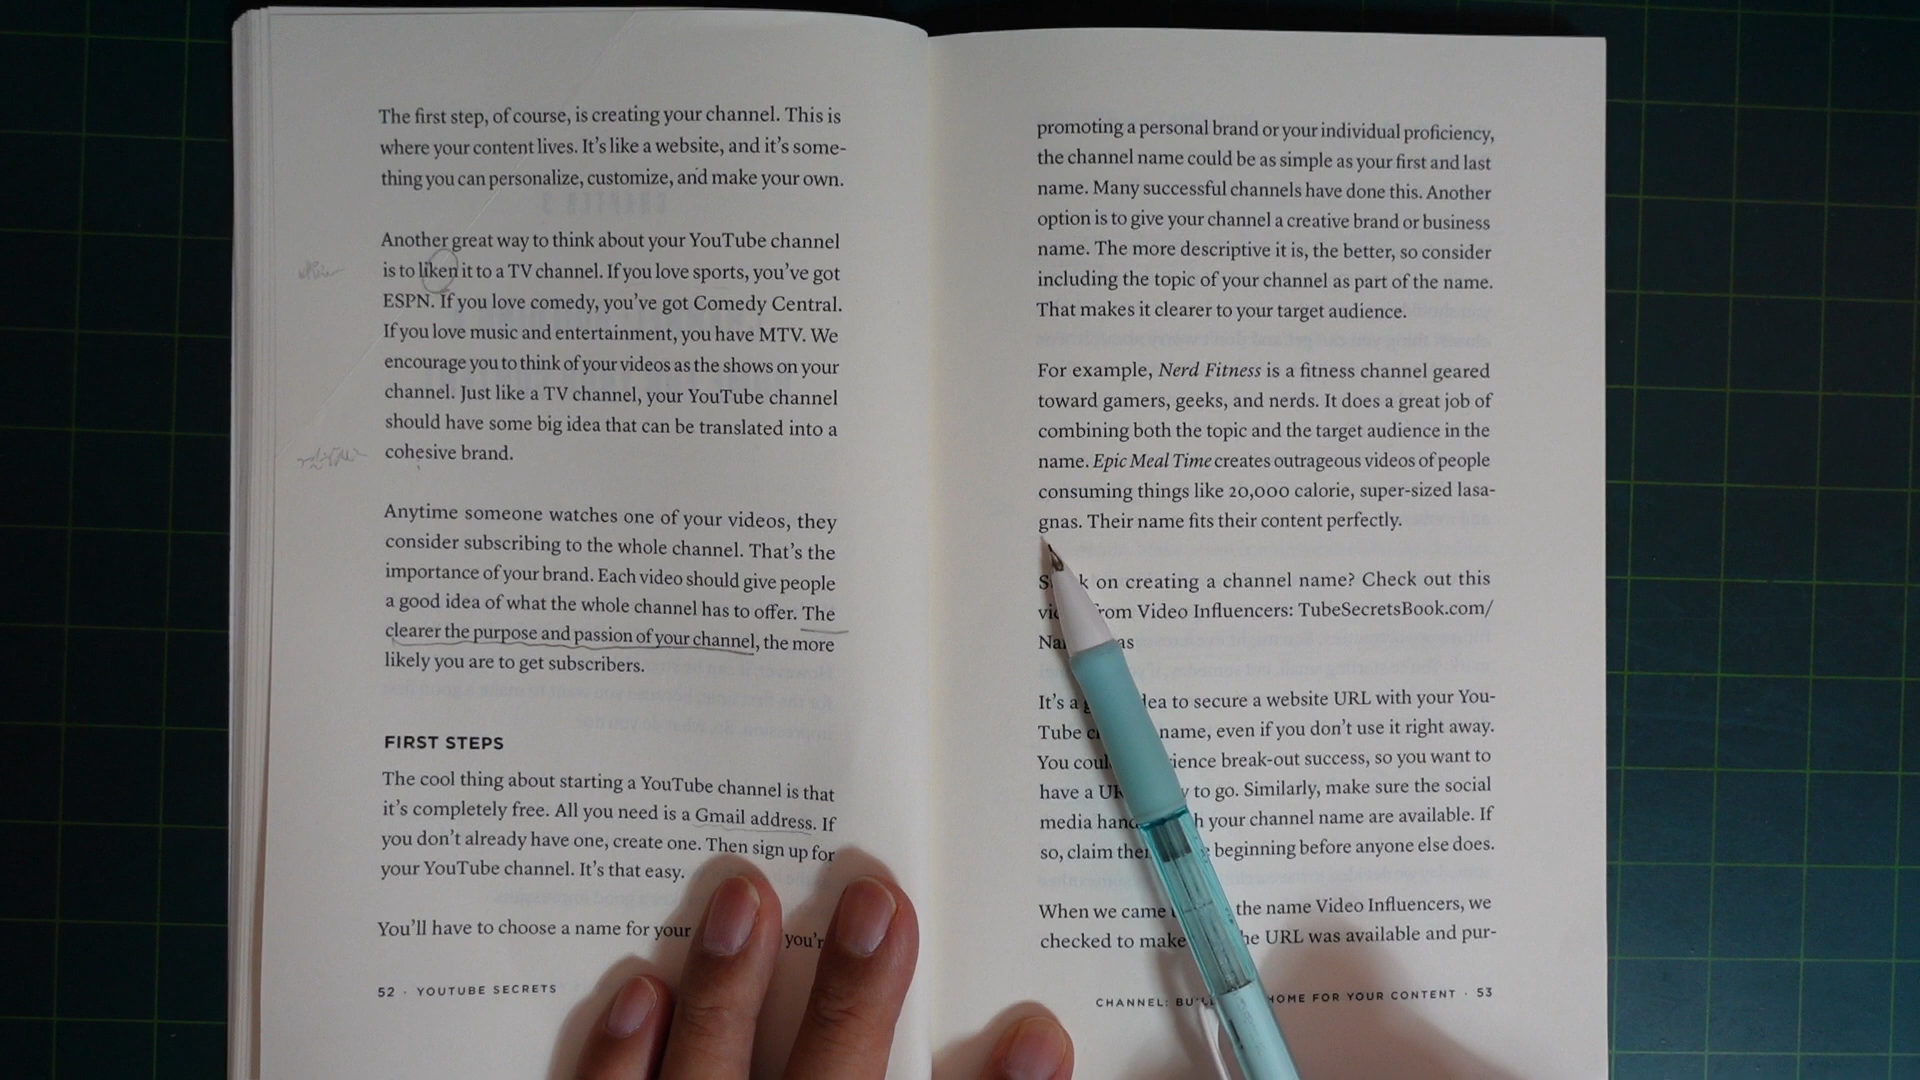 The first step, of course, is creating your channel. This is
where your content lives. It's like a website, and it's some-
thing you can personalize, customize, and make your own.
Another great way to think about your YouTube channel
is to liken it to a TV channel. If you love sports, you've got
ESPN. If you love comedy, you've got Comedy Central.
If you love music and entertainment, you have MTV. We
encourage you to think of your videos as the shows on your
channel. Just like a TV channel, your YouTube channel
should have some big idea that can be translated into a
cohesive brand.
Anytime someone watches one of your videos, they
consider subscribing to the whole channel. That's the
importance of your brand. Each video should give people
a good idea of what the whole channel has to offer. The
clearer the purpose and passion of your channel, the more
likely you are to get subscribers.
FIRST STEPS
The cool thing about starting a YouTube channel is that
it's completely free. All you need is a Gmail address. If
you don't already have one, create one. Then sign up for
your YouTube channel. It's that easy.
You'll have to choose a name for your
52 · YOUTUBE SECRETS
promoting a personal brand or your individual proficiency,
the channel name could be as simple as your first and last
name. Many successful channels have done this. Another
option is to give your channel a creative brand or business
name. The more descriptive it is, the better, so consider
including the topic of your channel as part of the name.
That makes it clearer to your target audience.
For example, Nerd Fitness is a fitness channel geared
toward gamers, geeks, and nerds. It does a great job of
combining both the topic and the target audience in the
name. Epic Meal Time creates outrageous videos of people
consuming things like 20,000 calorie, super-sized lasa-
gnas. Their name fits their content perfectly.
on creating a channel name? Check out this
from Video Influencers: TubeSecretsBook.com/
It's a idea to secure a website URL with your You-
Tube name, even if you don't use it right away.
You break-out success, so you want to
have a to go. Similarly, make sure the social
media your channel name are available. If
so, claim beginning before anyone else does.
When we came the name Video Influencers, we
checked to make the URL was available and pur-
CHANNEL: HOME FOR YOUR CONTENT · 53